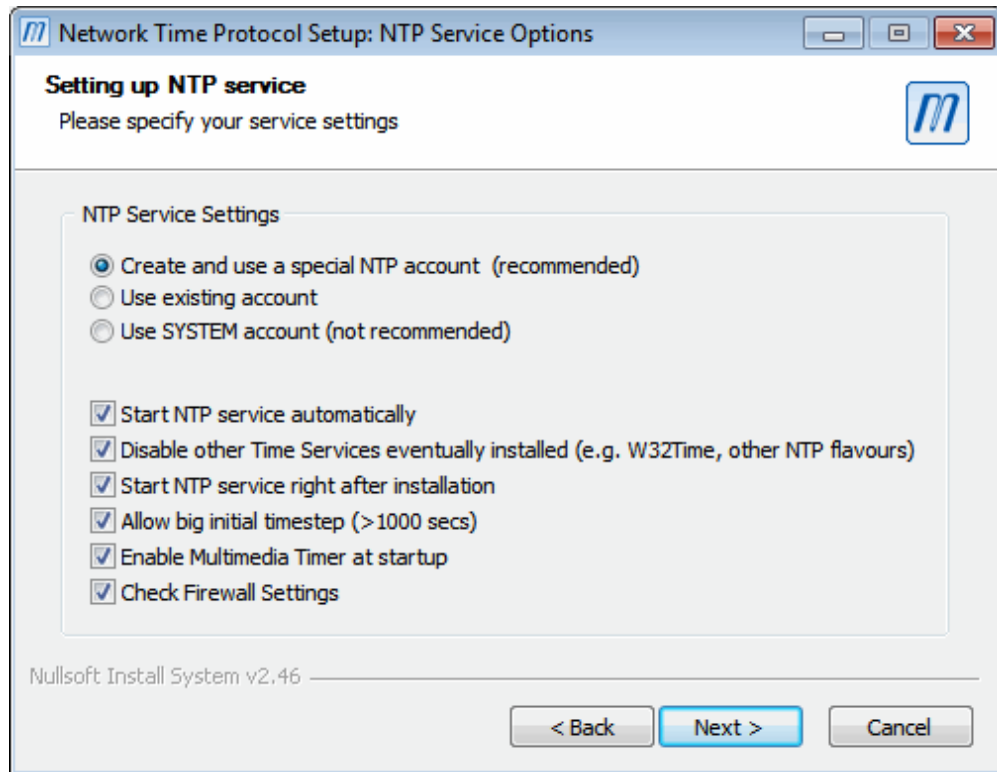 Network Time Protocol Setup: NTP Service Options
Setting up NTP service
Please specify your service settings
NTP Service Settings
Create and use a special NTP account (recommended)
Use existing account
Use SYSTEM account (not recommended)
Start NTP service automatically
Disable other Time Services eventually installed (e.g. W32Time, other NTP flavours)
Start NTP service right after installation
Allow big initial timestep (>1000 secs)
Enable Multimedia Timer at startup
Check Firewall Settings
Nullsoft Install System v2.46
< Back Next > Cancel